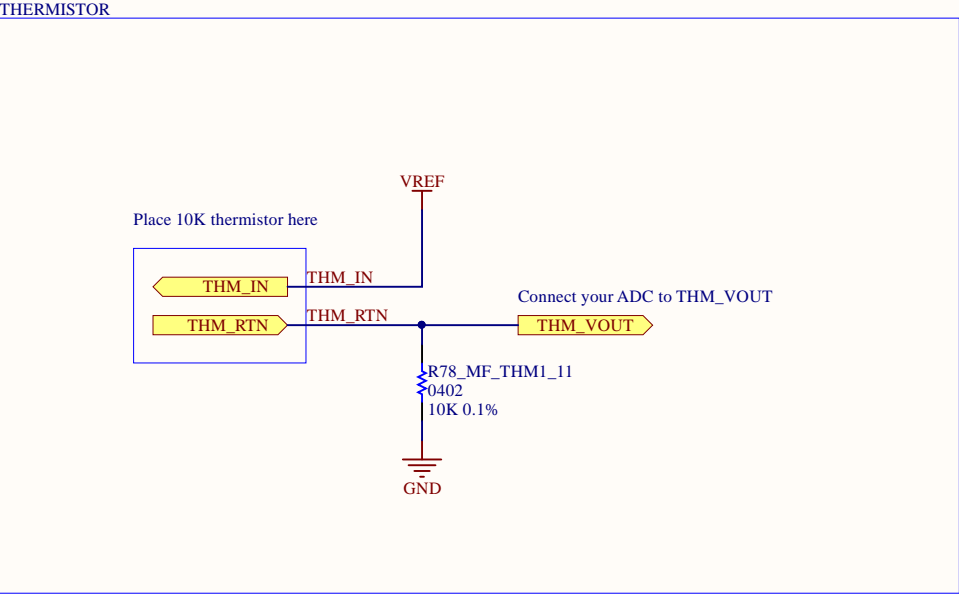 THERMISTOR
VREF
Place 10K thermistor here
THM_IN
THM_IN
Connect your ADC to THM_VOUT
THM_RTN
THM_RTN
THM_VOUT
R78_MF_THM1_11
0402
10K 0.1%
GND